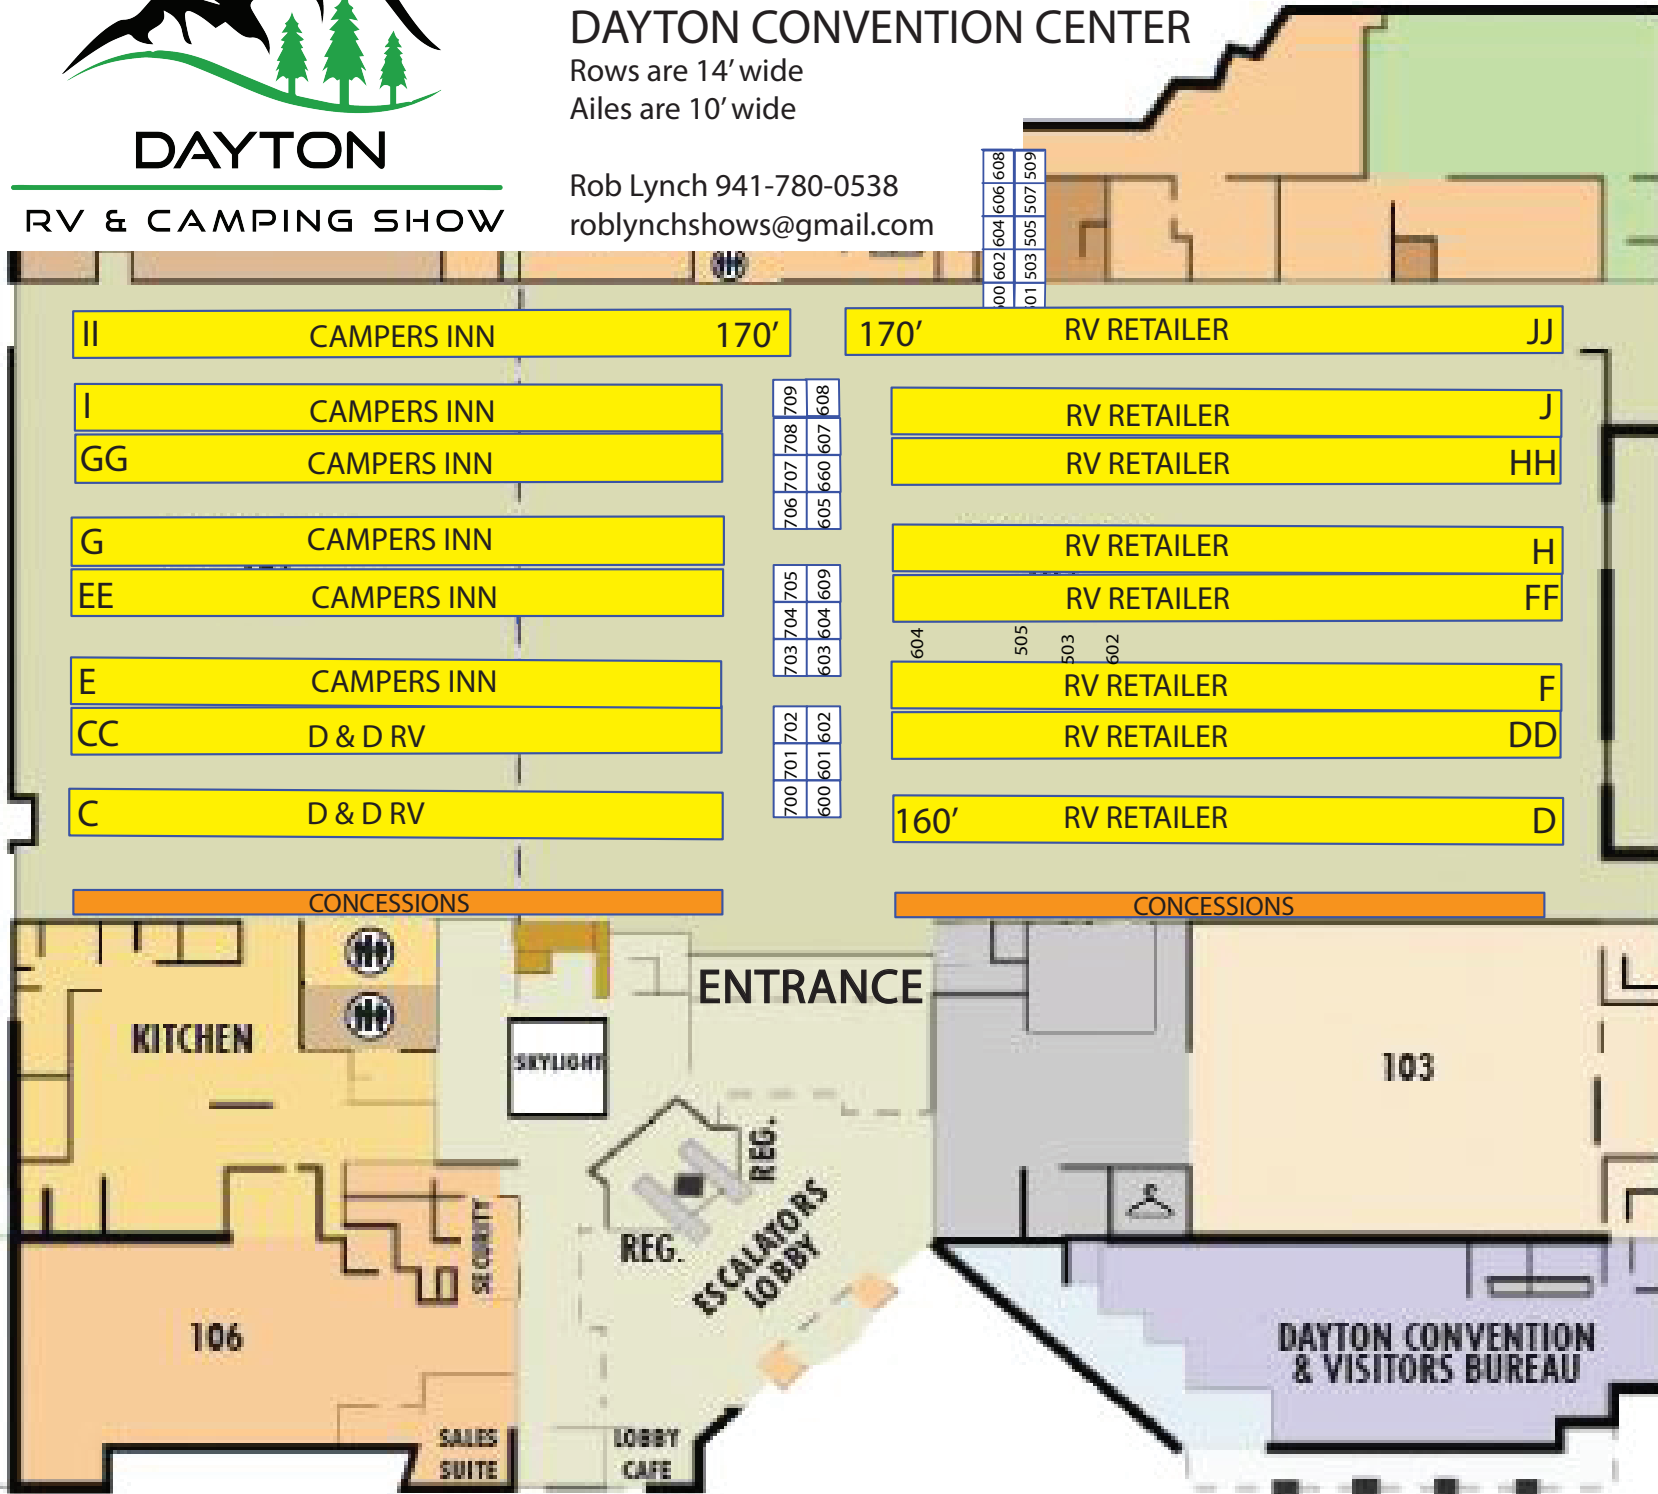 DAYTON
RV & CAMPING SHOW
DAYTON CONVENTION CENTER
Rows are 14' wide
Ailes are 10' wide
Rob Lynch 941-780-0538
roblynchshows@gmail.com
608 509
606 507
604 505
602 503
00 01
II CAMPERS INN 170'
170' RV RETAILER JJ
I CAMPERS INN
RV RETAILER J
GG CAMPERS INN
RV RETAILER HH
709 608
708 607
707 660
706 605
G CAMPERS INN
RV RETAILER H
EE CAMPERS INN
RV RETAILER FF
705 609
704 604
703 603
604 505 503 602
E CAMPERS INN
RV RETAILER F
CC D & D RV
RV RETAILER DD
702 602
701 601
700 600
C D & D RV
160' RV RETAILER D
CONCESSIONS
CONCESSIONS
ENTRANCE
KITCHEN
SKYLIGHT
103
REG.
REG.
ESCALATORS
LOBBY
SECURITY
106
DAYTON CONVENTION
& VISITORS BUREAU
SALES
SUITE
LOBBY
CAFE